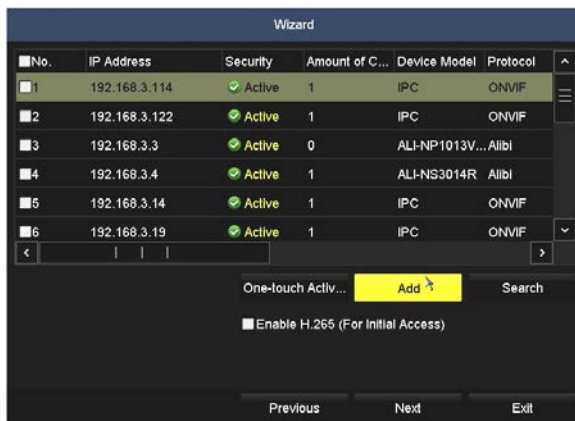 Wizard
No. IP Address Security Amount of C... Device Model Protocol
1 192.168.3.114 Active 1 IPC ONVIF
2 192.168.3.122 Active 1 IPC ONVIF
3 192.168.3.3 Active 0 ALI-NP1013V... Alibi
4 192.168.3.4 Active 1 ALI-NS3014R Alibi
5 192.168.3.14 Active 1 IPC ONVIF
6 192.168.3.19 Active 1 IPC ONVIF
One-touch Activ... Add Search
Enable H.265 (For Initial Access)
Previous Next Exit